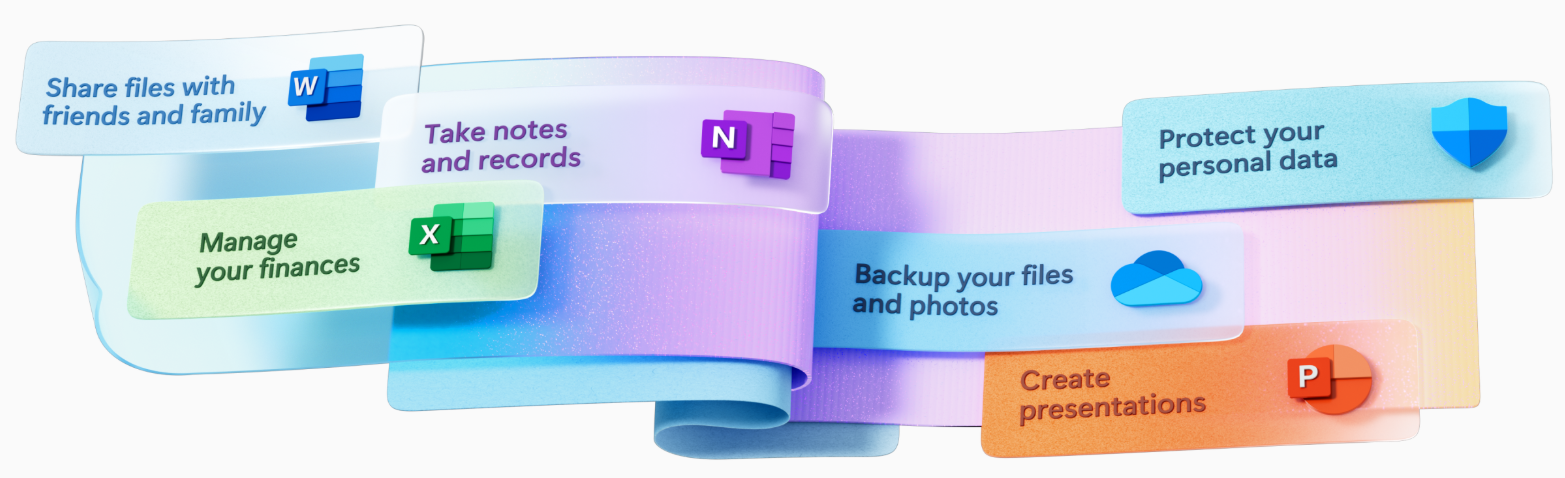 Share files with
friends and family
W
Take notes
and records
N
Manage
your finances
X
Protect your
personal data
Backup your files
and photos
Create
presentations
P